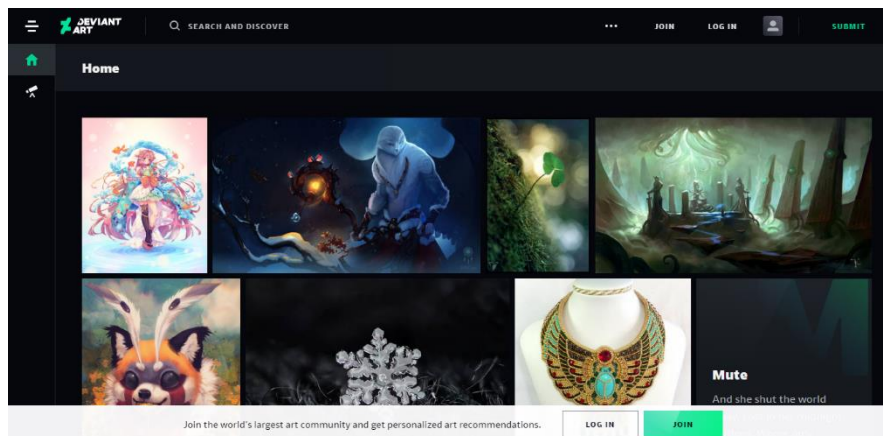 DEVIANT
ART
SEARCH AND DISCOVER
JOIN
LOG IN
SUBMIT
Home
Mute
And she shut the world
Join the world's largest art community and get personalized art recommendations.
LOG IN
JOIN